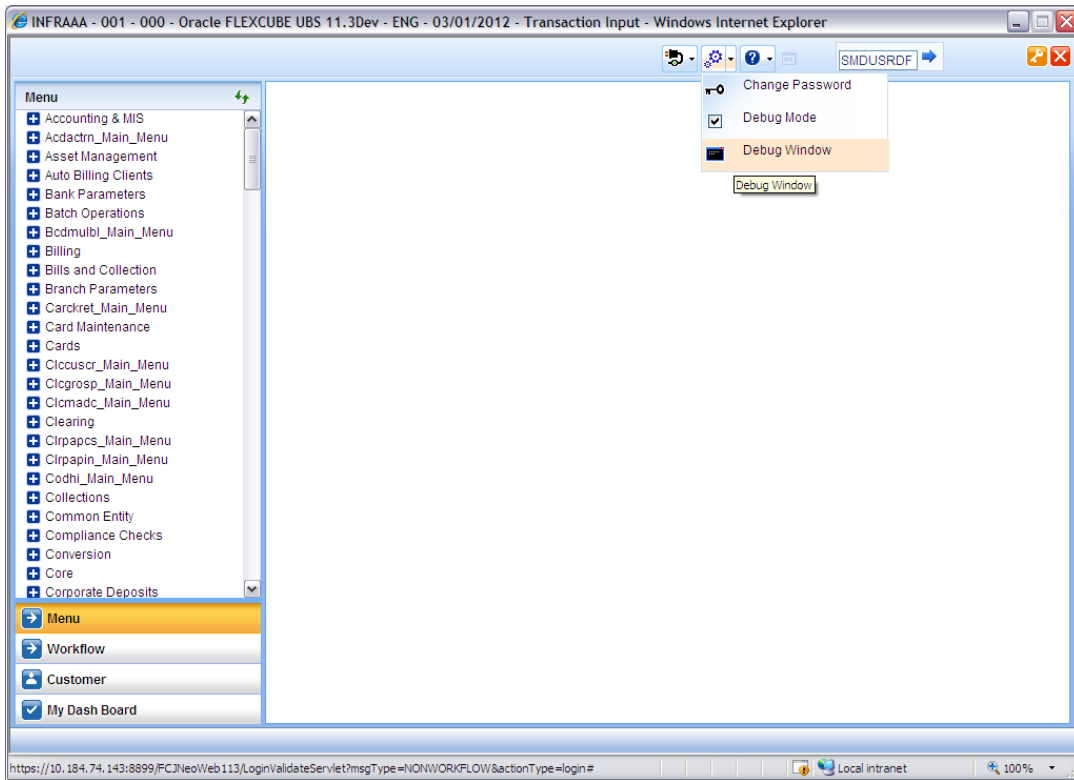 INFRAAA - 001 - 000 - Oracle FLEXCUBE UBS 11.3Dev - ENG - 03/01/2012 - Transaction Input - Windows Internet Explorer
SMDUSRDF
Change Password
Debug Mode
Debug Window
Debug Window
Menu
Accounting & MIS
Acdactrn_Main_Menu
Asset Management
Auto Billing Clients
Bank Parameters
Batch Operations
Bcdmulbl_Main_Menu
Billing
Bills and Collection
Branch Parameters
Carckret_Main_Menu
Card Maintenance
Cards
Clccuscr_Main_Menu
Clcgrosp_Main_Menu
Clcmadc_Main_Menu
Clearing
Clrpapcs_Main_Menu
Clrpapin_Main_Menu
Codhi_Main_Menu
Collections
Common Entity
Compliance Checks
Conversion
Core
Corporate Deposits
Menu
Workflow
Customer
My Dash Board
https://10.184.74.143:8899/FCJNeoWeb113/LoginValidateServlet?msgType=NONWORKFLOW&actionType=login#
Local intranet
100%